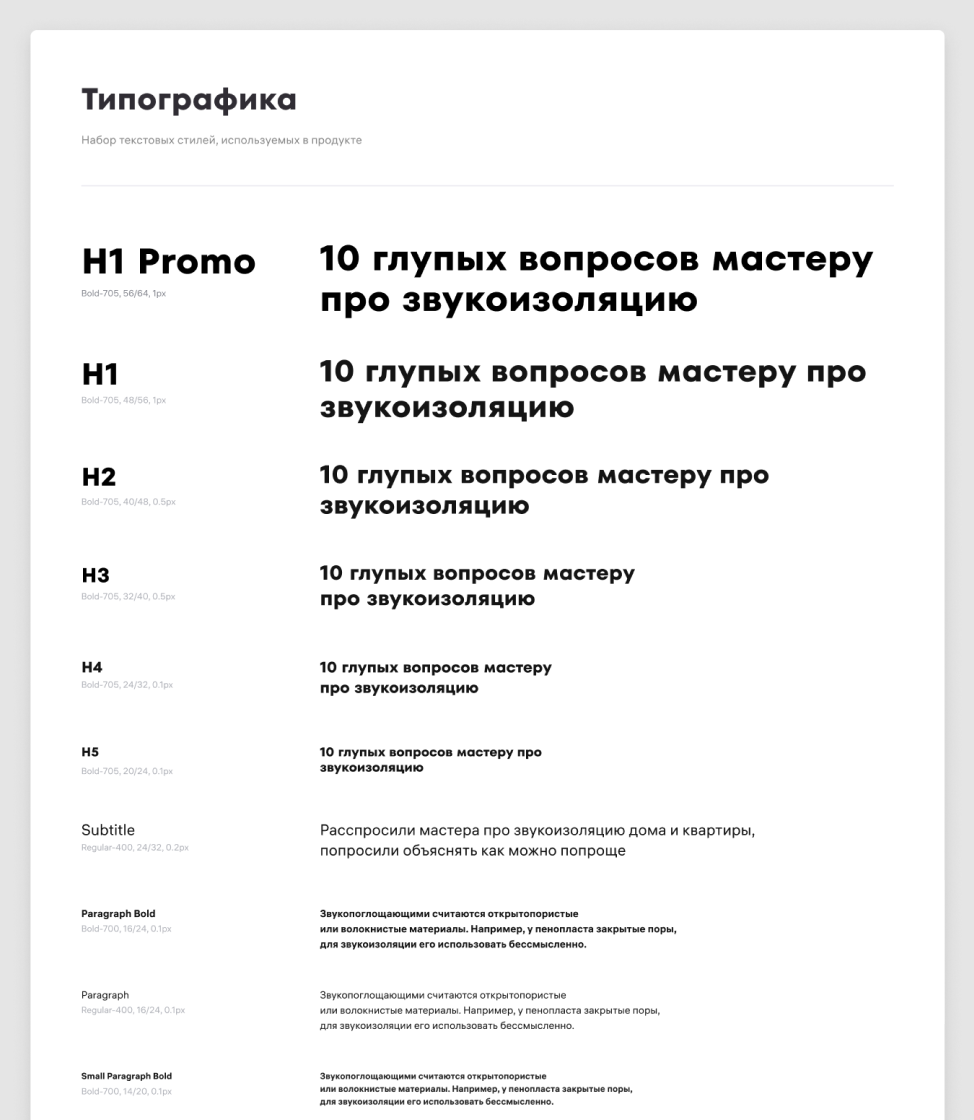 Типографика
Набор текстовых стилей, используемых в продукте
H1 Promo
Bold-705, 56/64, 1px
10 глупых вопросов мастеру
про звукоизоляцию
H1
Bold-705, 48/56, 1px
10 глупых вопросов мастеру про
звукоизоляцию
H2
Bold-705, 40/48, 0.5px
10 глупых вопросов мастеру про
звукоизоляцию
H3
Bold-705, 32/40, 0.5px
10 глупых вопросов мастеру
про звукоизоляцию
H4
Bold-705, 24/32, 0.1px
10 глупых вопросов мастеру
про звукоизоляцию
H5
Bold-705, 20/24, 0.1px
10 глупых вопросов мастеру про
звукоизоляцию
Subtitle
Regular-400, 24/32, 0.2px
Расспросили мастера про звукоизоляцию дома и квартиры,
попросили объяснять как можно попроще
Paragraph Bold
Bold-700, 16/24, 0.1px
Звукопоглощающими считаются открытопористые
или волокнистые материалы. Например, у пенопласта закрытые поры,
для звукоизоляции его использовать бессмысленно.
Paragraph
Regular-400, 16/24, 0.1px
Звукопоглощающими считаются открытопористые
или волокнистые материалы. Например, у пенопласта закрытые поры,
для звукоизоляции его использовать бессмысленно.
Small Paragraph Bold
Bold-700, 14/20, 0.1px
Звукопоглощающими считаются открытопористые
или волокнистые материалы. Например, у пенопласта закрытые поры,
для звукоизоляции его использовать бессмысленно.